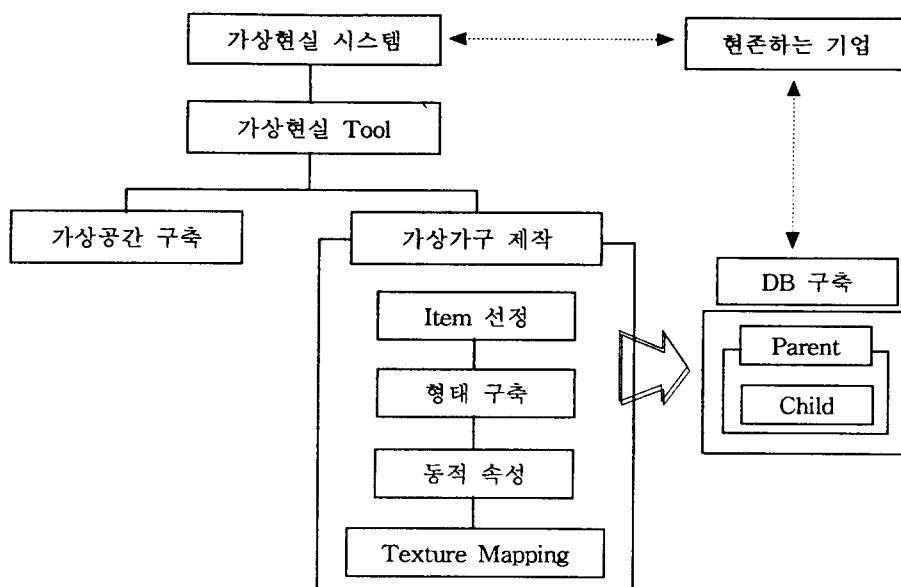 가상현실 시스템
현존하는 기업
가상현실 Tool
가상공간 구축
가상가구 제작
DB 구축
Item 선정
Parent
형태 구축
Child
동적 속성
Texture Mapping